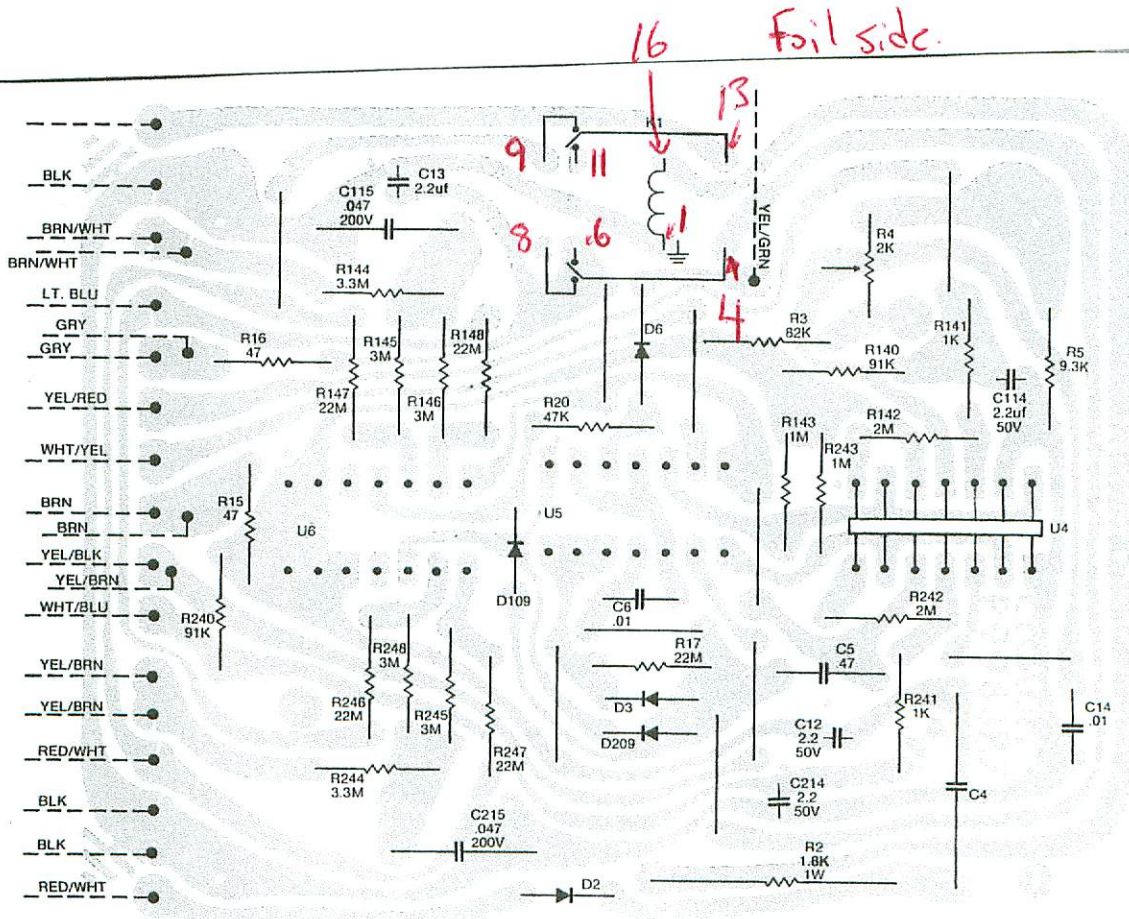 16
Foil side.
13
K1
9
11
BLK
C115
.047
200V
C13
2.2uf
YEL/GRN
BRN/WHT
BRN/WHT
8
.6
1
R4
2K
R144
3.3M
LT. BLU
4
GRY
GRY
R16
47
R145
3M
R148
22M
D6
R3
82K
R141
1K
R140
91K
R5
9.3K
R147
22M
R146
3M
C114
2.2uf
50V
YEL/RED
R20
47K
R143
1M
R142
2M
R243
1M
WHT/YEL
BRN
BRN
R15
47
U6
U5
U4
YEL/BLK
YEL/BRN
D109
WHT/BLU
R240
91K
C6
.01
R242
2M
R248
3M
R17
22M
C5
.47
YEL/BRN
R246
22M
R245
3M
D3
R241
1K
YEL/BRN
D209
C12
2.2
50V
C14
.01
RED/WHT
R247
22M
R244
3.3M
C214
2.2
50V
C4
BLK
C215
.047
200V
BLK
R2
1.8K
1W
RED/WHT
D2